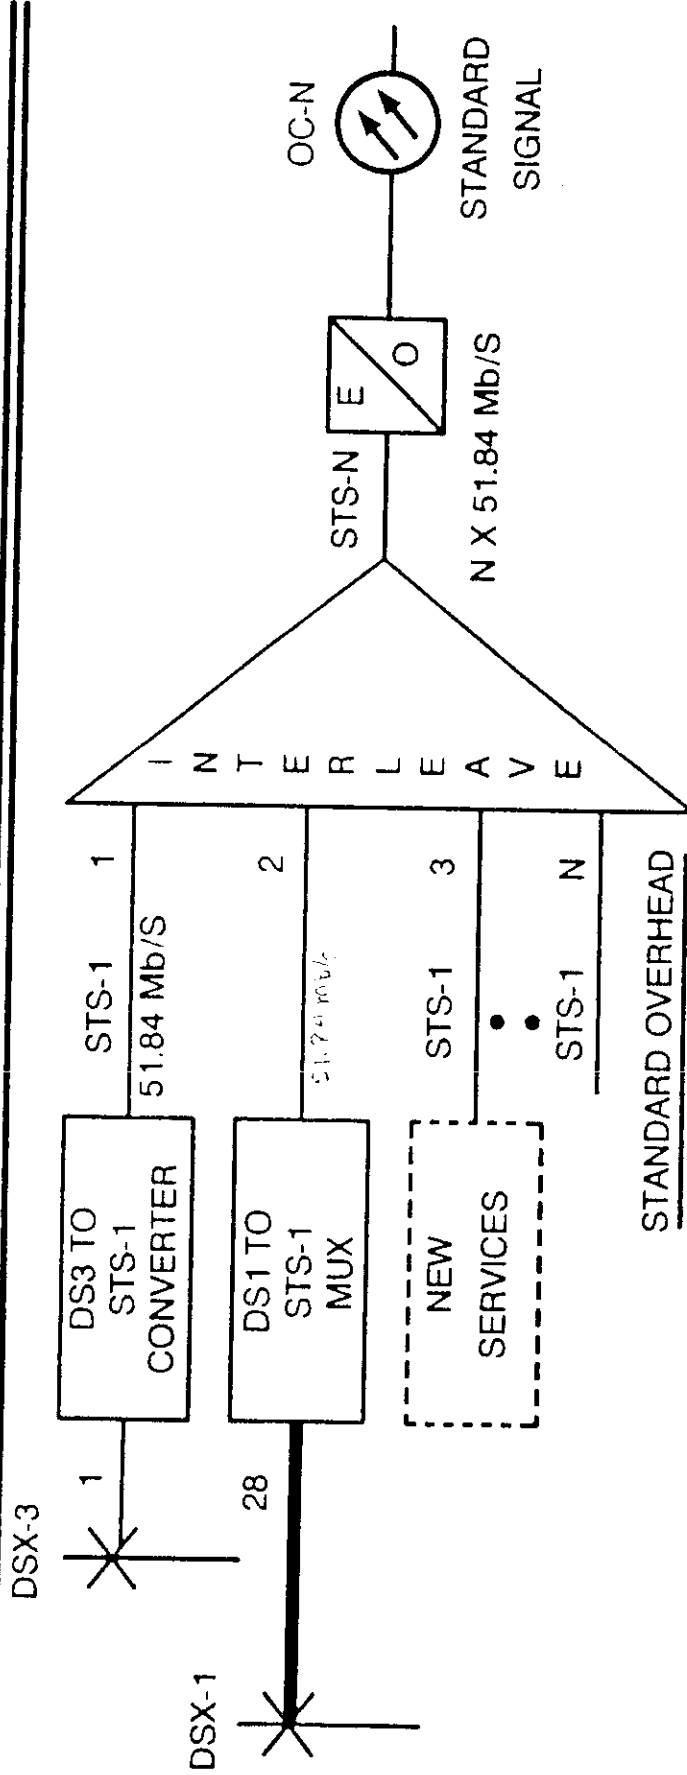 DSX-3
1
DS3 TO
STS-1
CONVERTER
STS-1
1
51.84 Mb/S
DSX-1
28
DS1 TO
STS-1
MUX
2
NEW
SERVICES
STS-1
3
STS-1
N
STANDARD OVERHEAD
INTERLEAVE
STS-N
N X 51.84 Mb/S
E
O
OC-N
STANDARD
SIGNAL